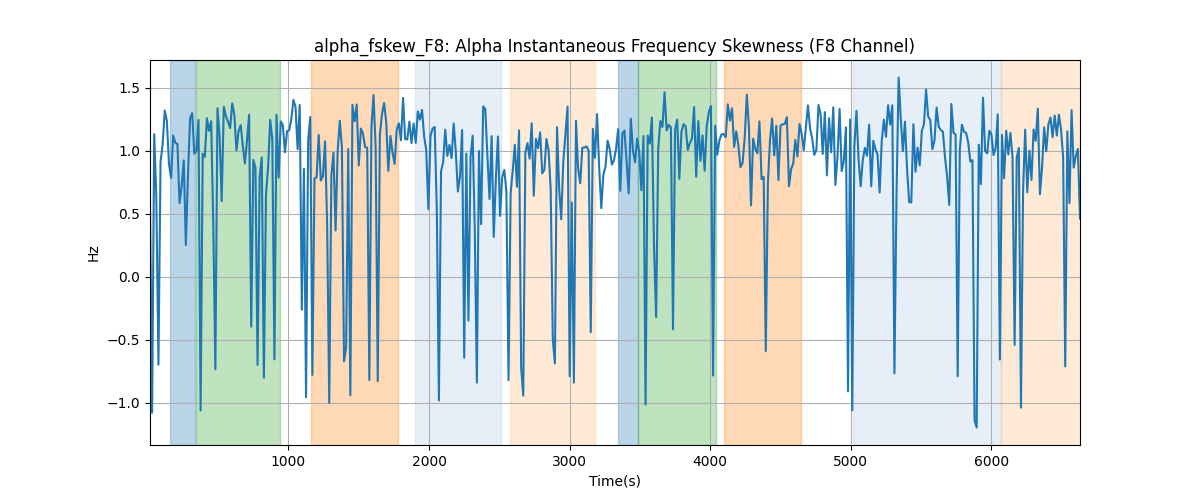 alpha_fskew_F8: Alpha Instantaneous Frequency Skewness (F8 Channel)
1.5
1.0
0.5
0.0
−0.5
−1.0
Hz
1000 2000 3000 4000 5000 6000
Time(s)